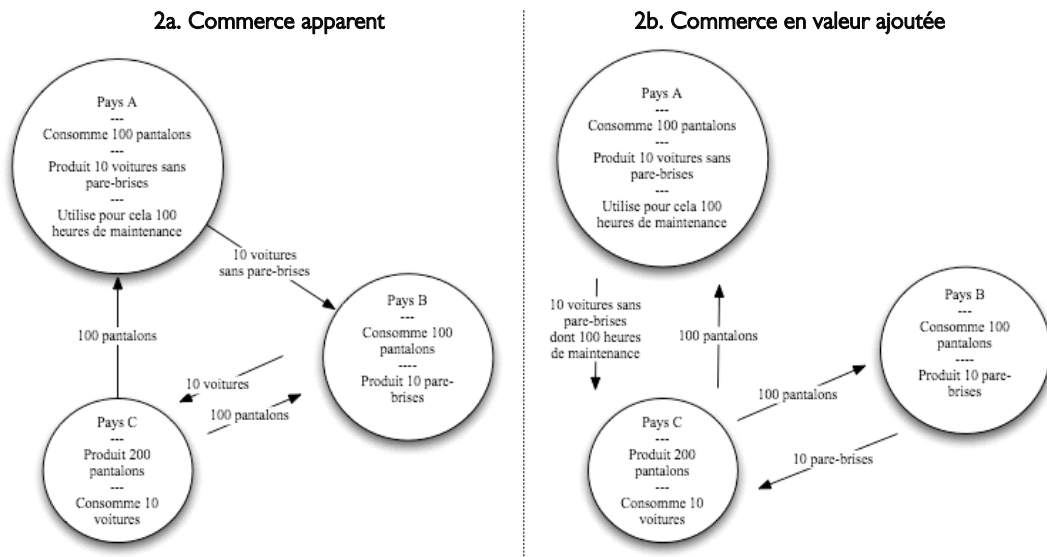 2a. Commerce apparent
Pays A
---
Consomme 100 pantalons
---
Produit 10 voitures sans
pare-brises
---
Utilise pour cela 100
heures de maintenance
10 voitures
sans pare-brises
Pays B
---
Consomme 100
pantalons
----
Produit 10 pare-
brises
100 pantalons
10 voitures
100 pantalons
Pays C
---
Produit 200
pantalons
---
Consomme 10
voitures
2b. Commerce en valeur ajoutée
Pays A
---
Consomme 100 pantalons
---
Produit 10 voitures sans
pare-brises
---
Utilise pour cela 100
heures de maintenance
10 voitures sans
pare-brises
dont 100 heures
de maintenance
100 pantalons
Pays B
---
Consomme 100
pantalons
----
Produit 10 pare-
brises
100 pantalons
10 pare-brises
Pays C
---
Produit 200
pantalons
---
Consomme 10
voitures